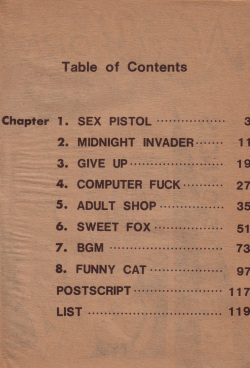 Table of Contents
Chapter 1. SEX PISTOL ................ 3
2. MIDNIGHT INVADER ....... 11
3. GIVE UP ..................... 19
4. COMPUTER FUCK .......... 27
5. ADULT SHOP ............... 35
6. SWEET FOX ................. 51
7. BGM .......................... 73
8. FUNNY CAT .................. 97
POSTSCRIPT ..................... 117
LIST .............................. 119